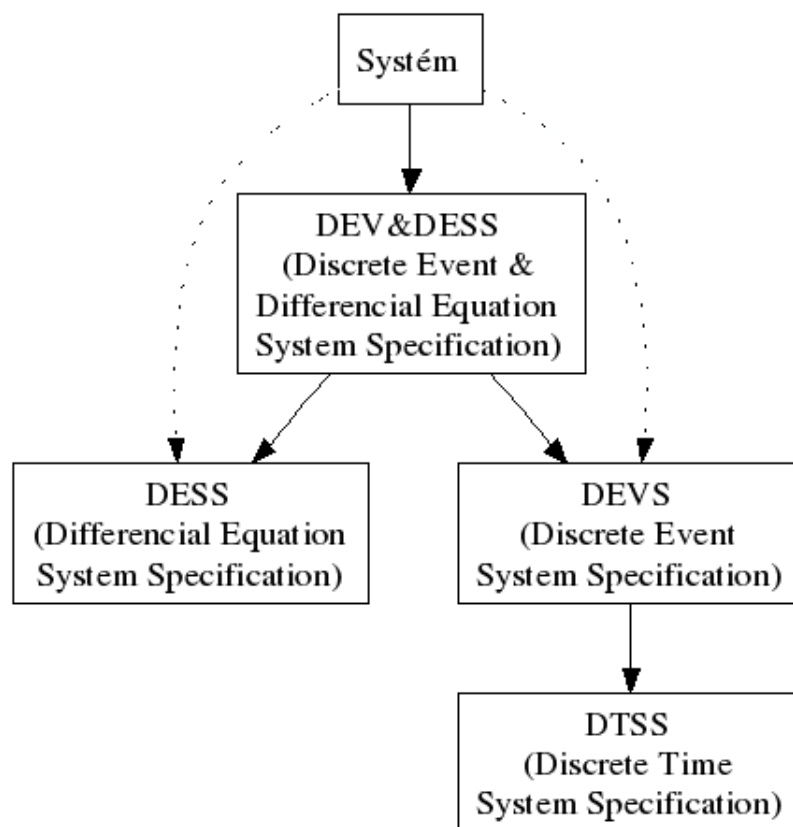 Systém
DEV&DESS
(Discrete Event &
Differencial Equation
System Specification)
DESS
(Differencial Equation
System Specification)
DEVS
(Discrete Event
System Specification)
DTSS
(Discrete Time
System Specification)